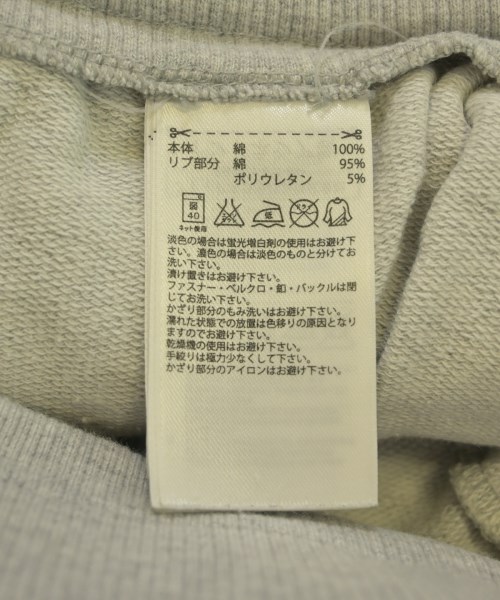 本体 綿 100%
リブ部分 綿 95%
ポリウレタン 5%
弱
40
低
ネット使用
淡色の場合は蛍光増白剤の使用はお避け下
さい。濃色の場合は淡色のものと分けてお
洗い下さい。
漬け置きはお避け下さい。
ファスナー・ベルクロ・釦・バックルは閉
じてお洗い下さい。
かざり部分のもみ洗いはお避け下さい。
濡れた状態での放置は色移りの原因となり
ますのでお避け下さい。
乾燥機の使用はお避け下さい。
手絞りは極力少なくして下さい。
かざり部分のアイロンはお避け下さい。